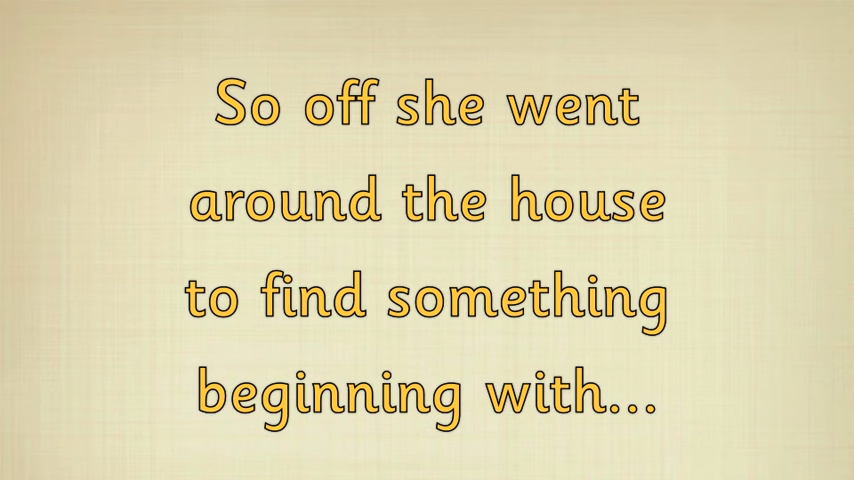 So off she went
around the house
to find something
beginning with...